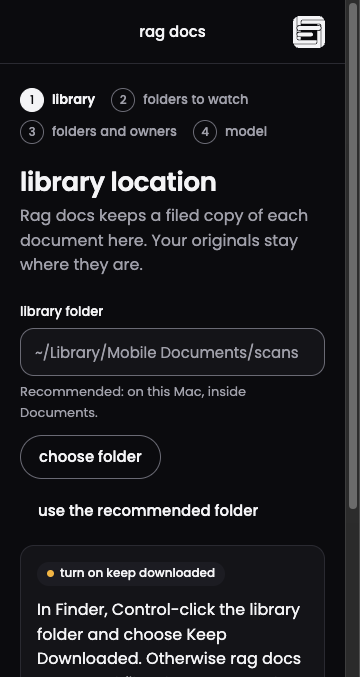 rag docs
1 library 2 folders to watch
3 folders and owners 4 model
library location
Rag docs keeps a filed copy of each
document here. Your originals stay
where they are.
library folder
~/Library/Mobile Documents/scans
Recommended: on this Mac, inside
Documents.
choose folder
use the recommended folder
turn on keep downloaded
In Finder, Control-click the library
folder and choose Keep
Downloaded. Otherwise rag docs